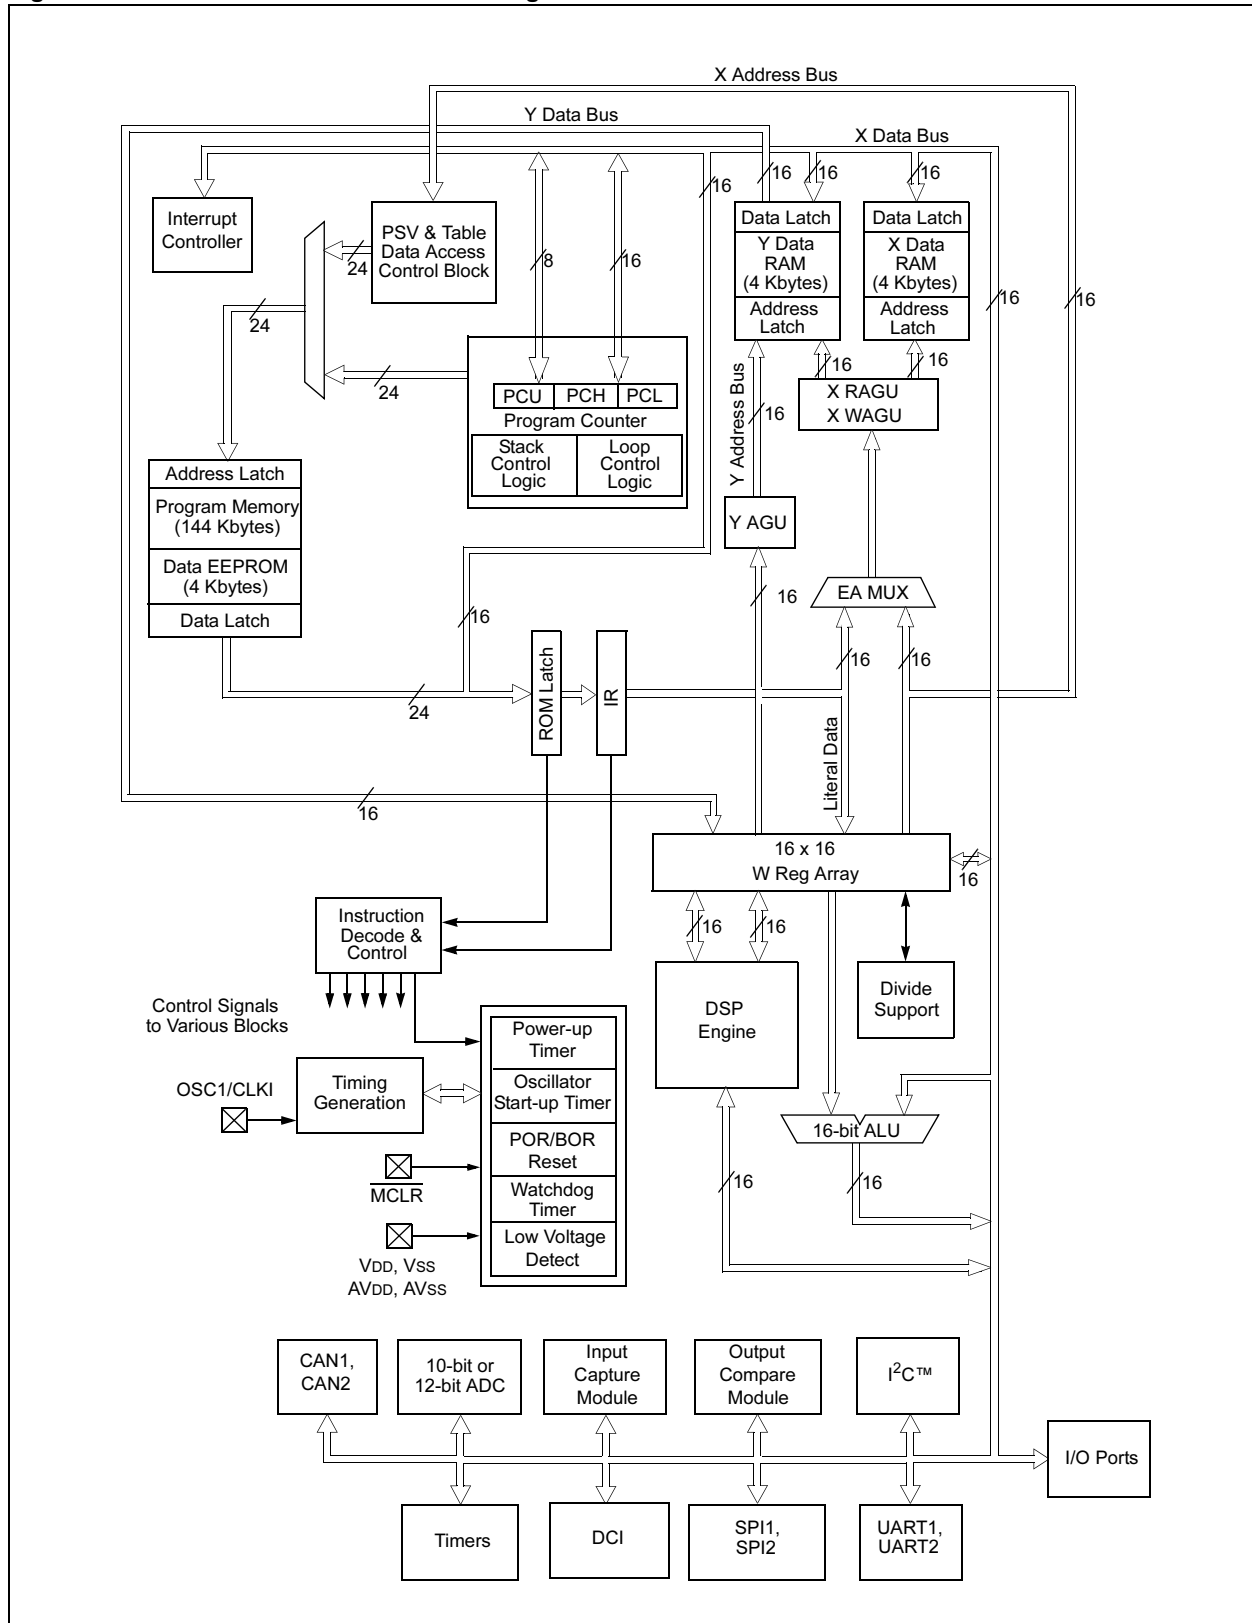 X Address Bus
Y Data Bus
X Data Bus
16
16
16
16
Interrupt
Controller
PSV & Table
Data Access
Control Block
24
24
8
16
Data Latch
Y Data
RAM
(4 Kbytes)
Address
Latch
Data Latch
X Data
RAM
(4 Kbytes)
Address
Latch
16
16
24
PCU
PCH
PCL
Program Counter
Stack
Control
Logic
Loop
Control
Logic
Y Address Bus
16
16
16
X RAGU
X WAGU
Address Latch
Program Memory
(144 Kbytes)
Data EEPROM
(4 Kbytes)
Data Latch
Y AGU
16
EA MUX
16
16
16
24
ROM Latch
IR
Literal Data
16
16 x 16
W Reg Array
16
Instruction
Decode &
Control
16
16
Control Signals
to Various Blocks
DSP
Engine
Divide
Support
OSC1/CLKI
Timing
Generation
Power-up
Timer
Oscillator
Start-up Timer
POR/BOR
Reset
Watchdog
Timer
Low Voltage
Detect
MCLR
VDD, VSS
AVDD, AVSS
16-bit ALU
16
16
CAN1,
CAN2
10-bit or
12-bit ADC
Input
Capture
Module
Output
Compare
Module
I²C™
I/O Ports
Timers
DCI
SPI1,
SPI2
UART1,
UART2